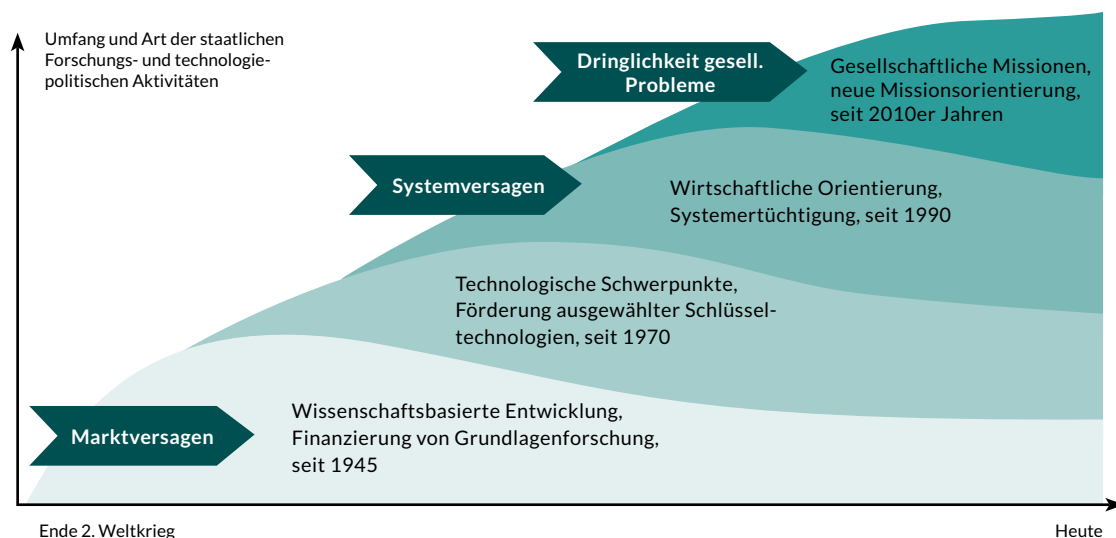 Umfang und Art der staatlichen
Forschungs- und technologie-
politischen Aktivitäten
Dringlichkeit gesell.
Probleme
Gesellschaftliche Missionen,
neue Missionsorientierung,
seit 2010er Jahren
Systemversagen
Wirtschaftliche Orientierung,
Systemertüchtigung, seit 1990
Technologische Schwerpunkte,
Förderung ausgewählter Schlüssel-
technologien, seit 1970
Marktversagen
Wissenschaftsbasierte Entwicklung,
Finanzierung von Grundlagenforschung,
seit 1945
Ende 2. Weltkrieg
Heute